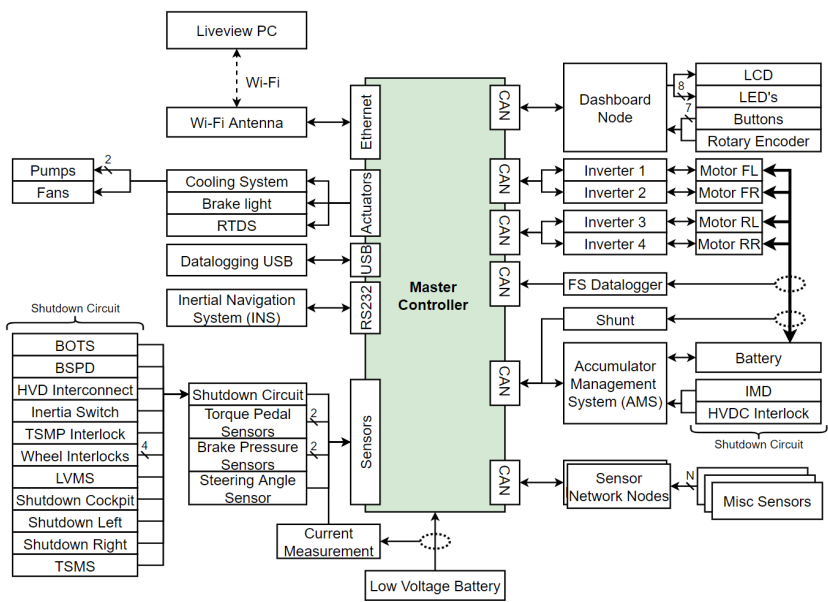 Liveview PC
Wi-Fi
Wi-Fi Antenna
Ethernet
Pumps
Fans
2
Cooling System
Brake light
RTDS
Actuators
Datalogging USB
USB
Inertial Navigation
System (INS)
RS232
Master
Controller
Shutdown Circuit
BOTS
BSPD
HVD Interconnect
Inertia Switch
TSMP Interlock
Wheel Interlocks
4
LVMS
Shutdown Cockpit
Shutdown Left
Shutdown Right
TSMS
Shutdown Circuit
Torque Pedal
Sensors
2
Brake Pressure
Sensors
2
Steering Angle
Sensor
Sensors
Current
Measurement
Low Voltage Battery
CAN
Dashboard
Node
8
7
LCD
LED's
Buttons
Rotary Encoder
CAN
Inverter 1
Motor FL
Inverter 2
Motor FR
CAN
Inverter 3
Motor RL
Inverter 4
Motor RR
CAN
FS Datalogger
Shunt
CAN
Accumulator
Management
System (AMS)
Battery
IMD
HVDC Interlock
Shutdown Circuit
CAN
Sensor
Network Nodes
N
Misc Sensors